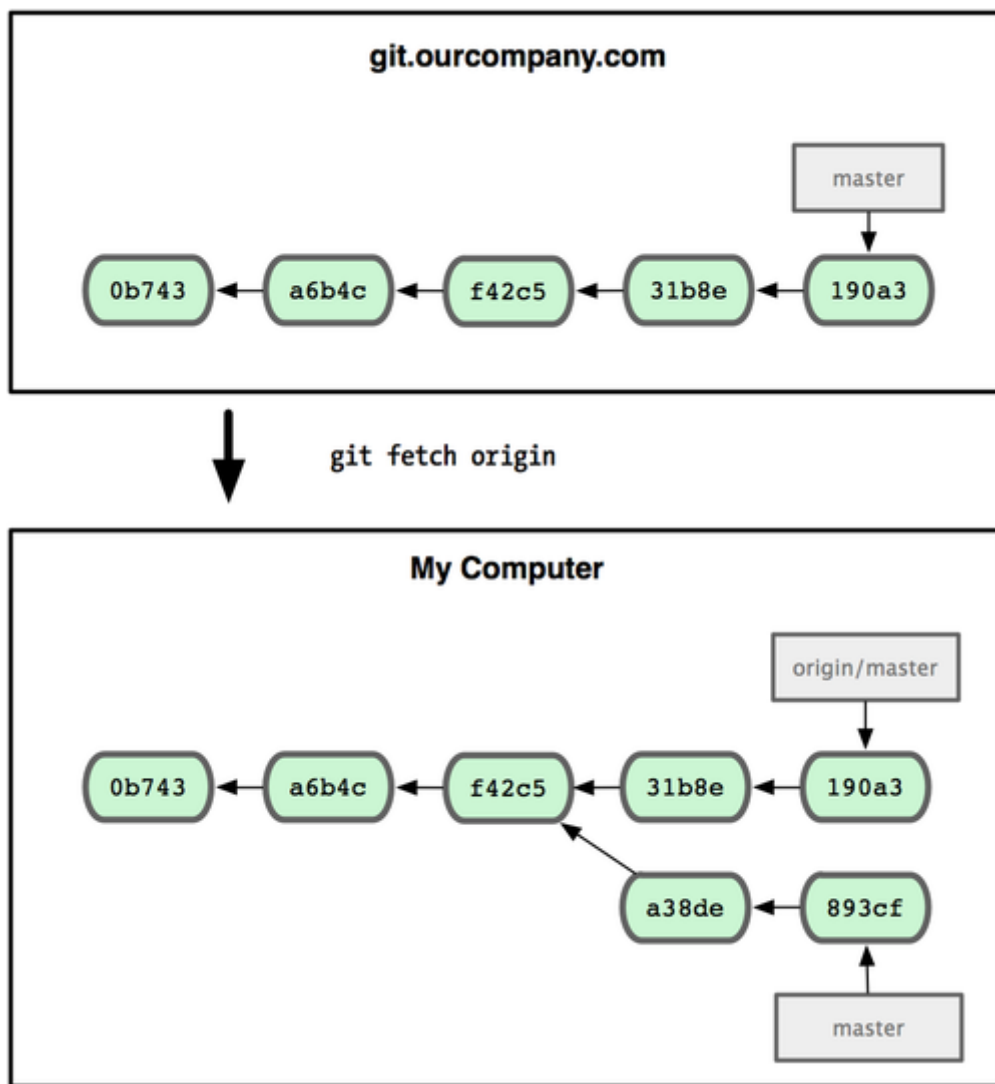 git.ourcompany.com
master
0b743 a6b4c f42c5 31b8e 190a3
git fetch origin
My Computer
origin/master
0b743 a6b4c f42c5 31b8e 190a3
a38de 893cf
master